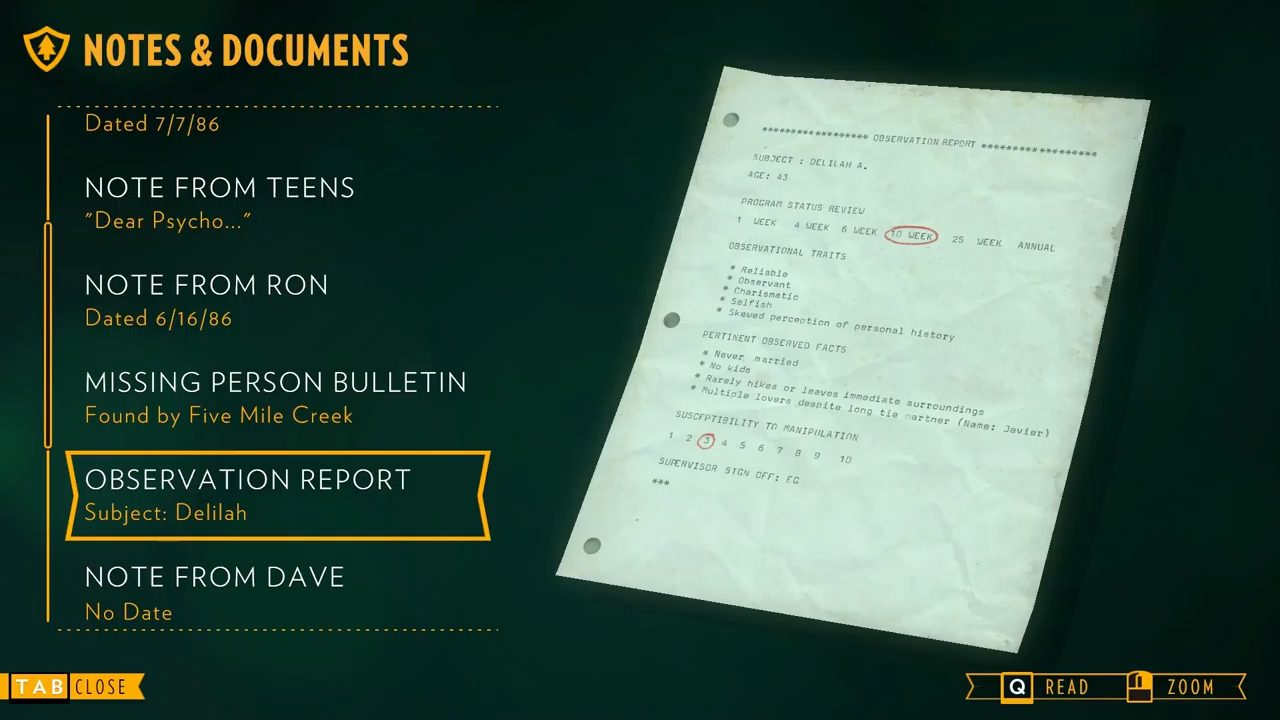 NOTES & DOCUMENTS
Dated 7/7/86
NOTE FROM TEENS
"Dear Psycho..."
NOTE FROM RON
Dated 6/16/86
MISSING PERSON BULLETIN
Found by Five Mile Creek
OBSERVATION REPORT
Subject: Delilah
NOTE FROM DAVE
No Date
TAB CLOSE
****************** OBSERVATION REPORT ******************
SUBJECT : DELILAH A.
AGE: 43
PROGRAM STATUS REVIEW
1 WEEK 4 WEEK 6 WEEK 10 WEEK 25 WEEK ANNUAL
OBSERVATIONAL TRAITS
* Reliable
* Observant
* Charismatic
* Selfish
* Skewed perception of personal history
PERTINENT OBSERVED FACTS
* Never married
* No kids
* Rarely hikes or leaves immediate surroundings
* Multiple lovers despite long tie partner (Name: Javier)
SUSCEPTIBILITY TO MANIPULATION
1 2 3 4 5 6 7 8 9 10
SUPERVISOR SIGN OFF: EG
***
Q READ ZOOM